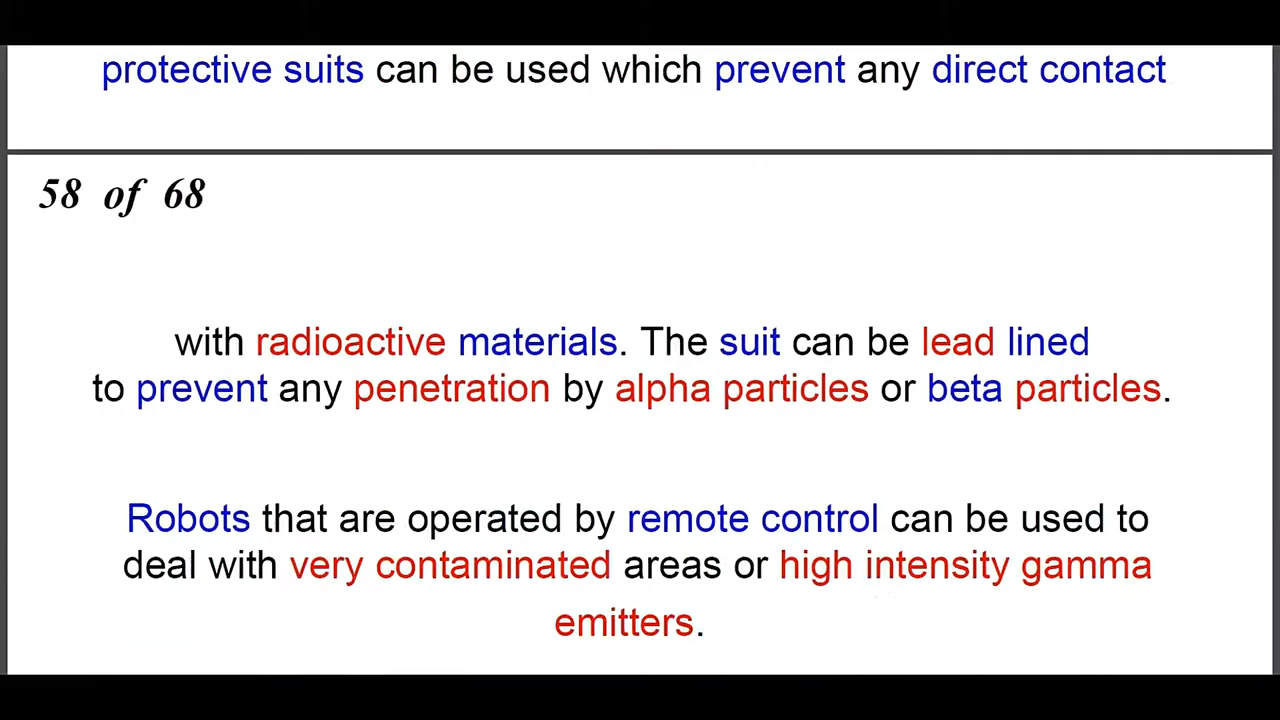 protective suits can be used which prevent any direct contact
58 of 68
with radioactive materials. The suit can be lead lined
to prevent any penetration by alpha particles or beta particles.
Robots that are operated by remote control can be used to
deal with very contaminated areas or high intensity gamma
emitters.